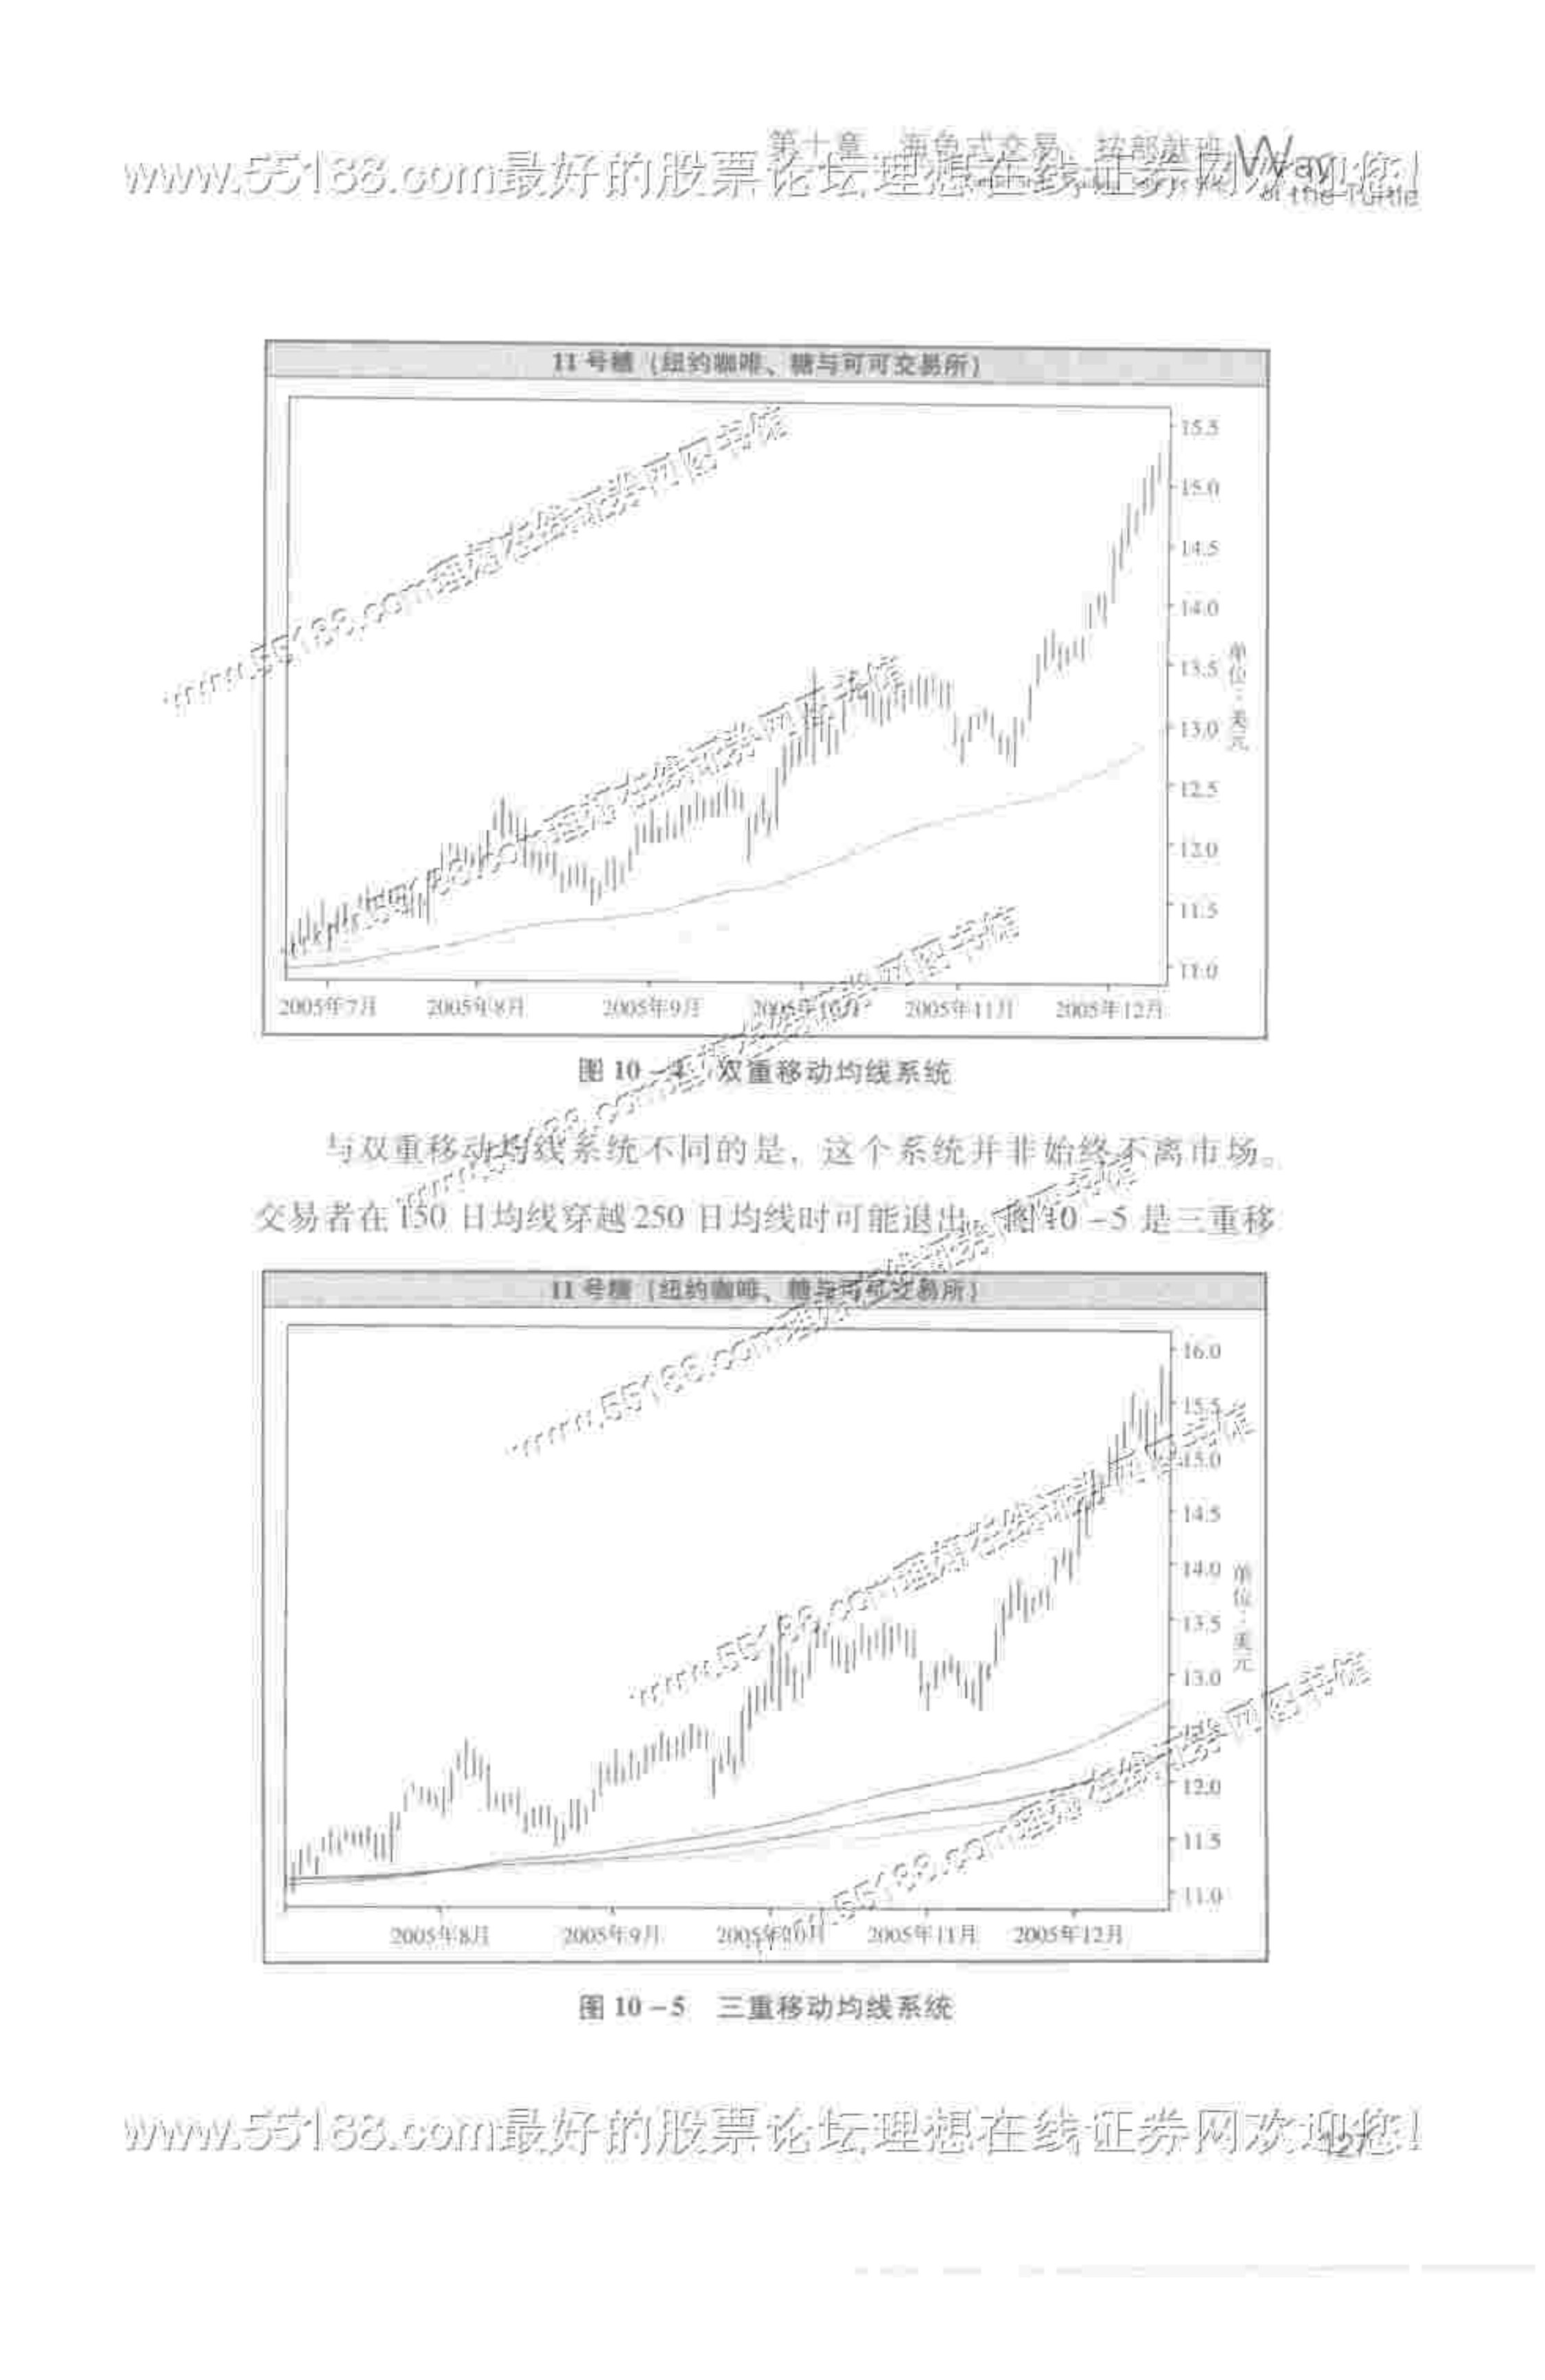 第十章 海龟式交易：按部就班
Way
of the Turtle
www.55188.com最好的股票论坛理想在线证券网欢迎您！
11号糖（纽约咖啡、糖与可可交易所）
15.5
15.0
14.5
14.0
13.5
13.0
12.5
12.0
11.5
11.0
单位：美元
2005年7月 2005年8月 2005年9月 2005年10月 2005年11月 2005年12月
图 10－4 双重移动均线系统
与双重移动均线系统不同的是，这个系统并非始终不离市场。
交易者在150 日均线穿越250 日均线时可能退出。图10－5 是三重移
11号糖（纽约咖啡、糖与可可交易所）
16.0
15.5
15.0
14.5
14.0
13.5
13.0
12.5
12.0
11.5
11.0
单位：美元
2005年8月 2005年9月 2005年10月 2005年11月 2005年12月
图 10－5 三重移动均线系统
www.55188.com最好的股票论坛理想在线证券网欢迎您！
127